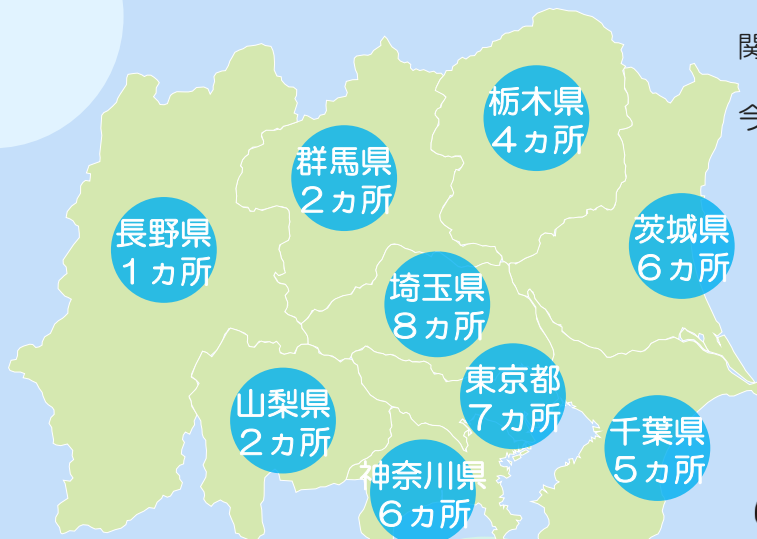 関
今
栃木県
4ヵ所
群馬県
2ヵ所
長野県
1ヵ所
茨城県
6ヵ所
埼玉県
8ヵ所
東京都
7ヵ所
山梨県
2ヵ所
千葉県
5ヵ所
神奈川県
6ヵ所